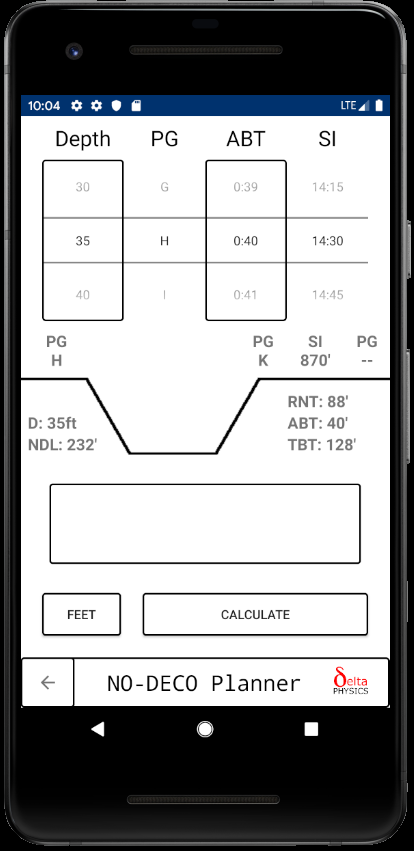 10:04 LTE
Depth PG ABT SI
30 G 0:39 14:15
35 H 0:40 14:30
40 I 0:41 14:45
PG PG SI PG
H K 870' --
RNT: 88'
D: 35ft ABT: 40'
NDL: 232' TBT: 128'
FEET CALCULATE
NO-DECO Planner δelta
PHYSICS